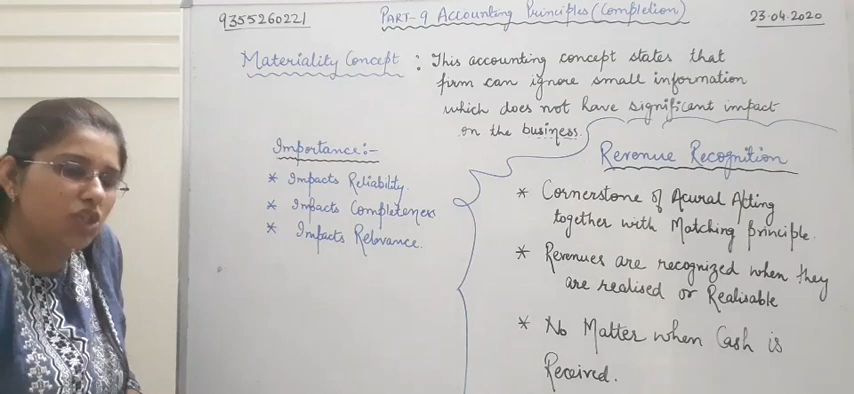 9355260221
PART-9 Accounting Principles (Completion)
23.04.2020
Materiality Concept : This accounting concept states that
firm can ignore small information
which does not have significant impact
on the business.
Importance:-
* Impacts Reliability.
* Impacts Completeness
* Impacts Relevance.
Revenue Recognition
* Cornerstone of Acural Acting
together with Matching principle.
* Revenues are recognized when they
are realised or Realisable
* No Matter when Cash is
Received.